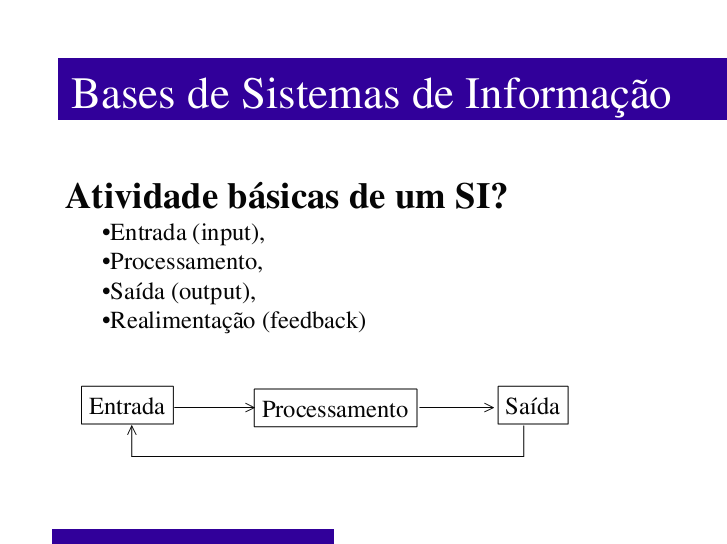 Bases de Sistemas de Informação
Atividade básicas de um SI?
•Entrada (input),
•Processamento,
•Saída (output),
•Realimentação (feedback)
Entrada
Processamento
Saída